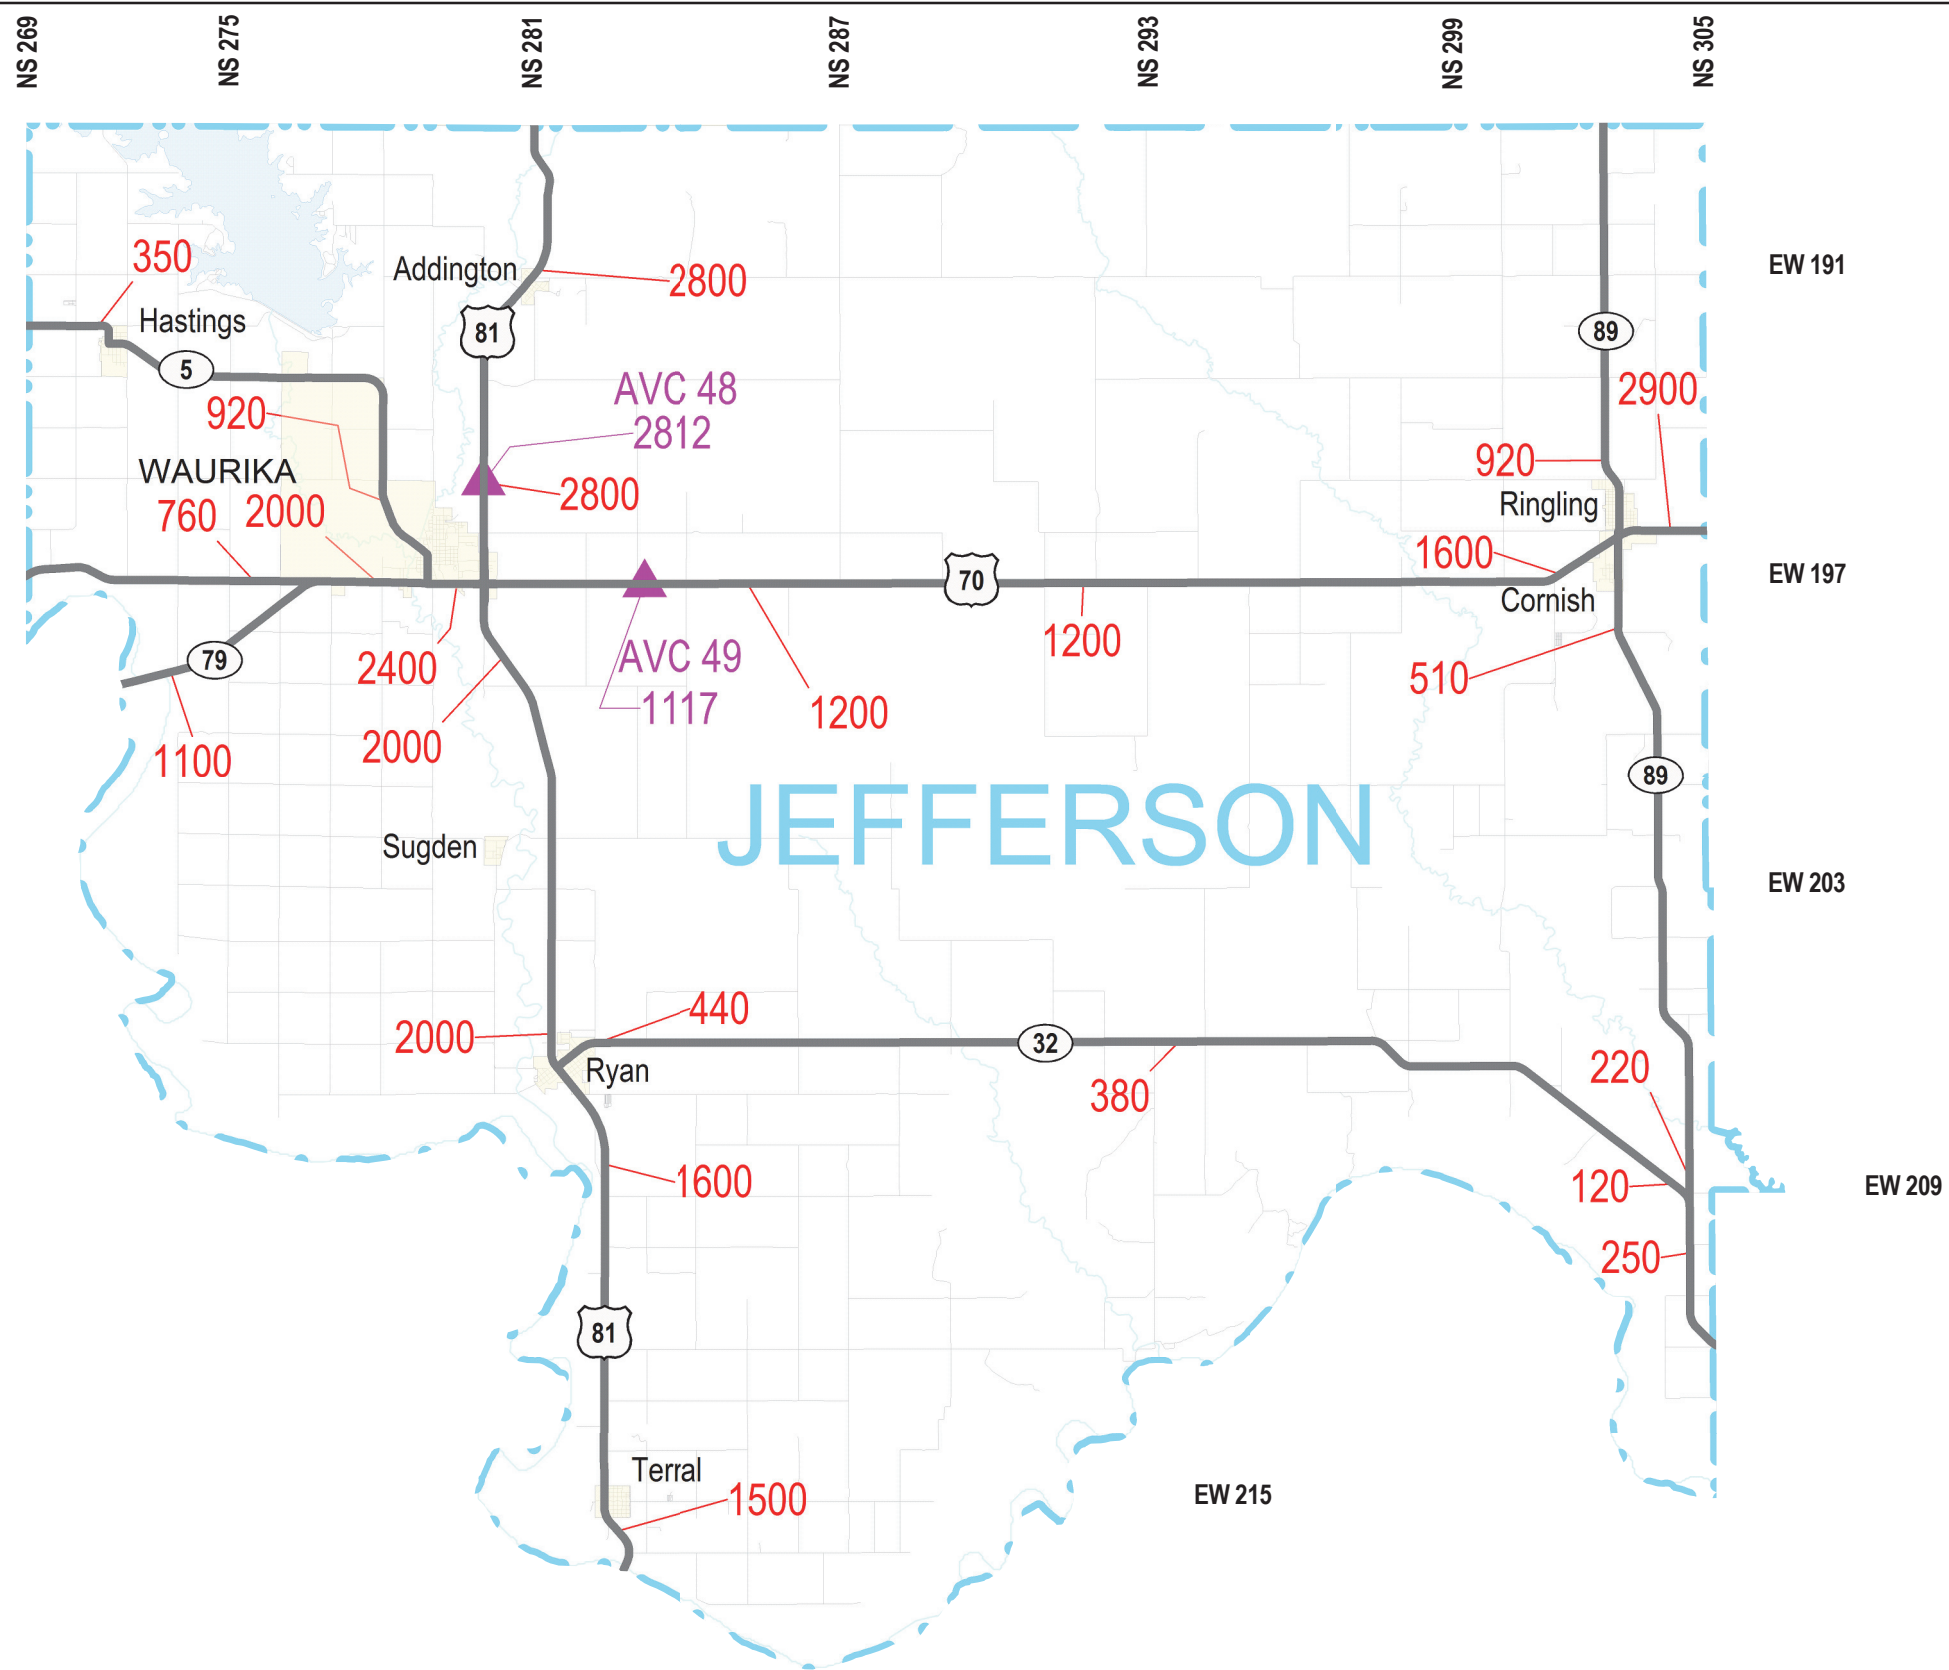 NS 269
NS 275
NS 281
NS 287
NS 293
NS 299
NS 305
350
Addington
2800
EW 191
Hastings
81
89
5
AVC 48
2812
2900
920
WAURIKA
920
760
2000
2800
Ringling
1600
70
EW 197
Cornish
79
2400
AVC 49
1117
1200
1200
510
2000
1100
89
JEFFERSON
Sugden
EW 203
440
2000
32
Ryan
380
220
1600
120
EW 209
250
81
Terral
1500
EW 215